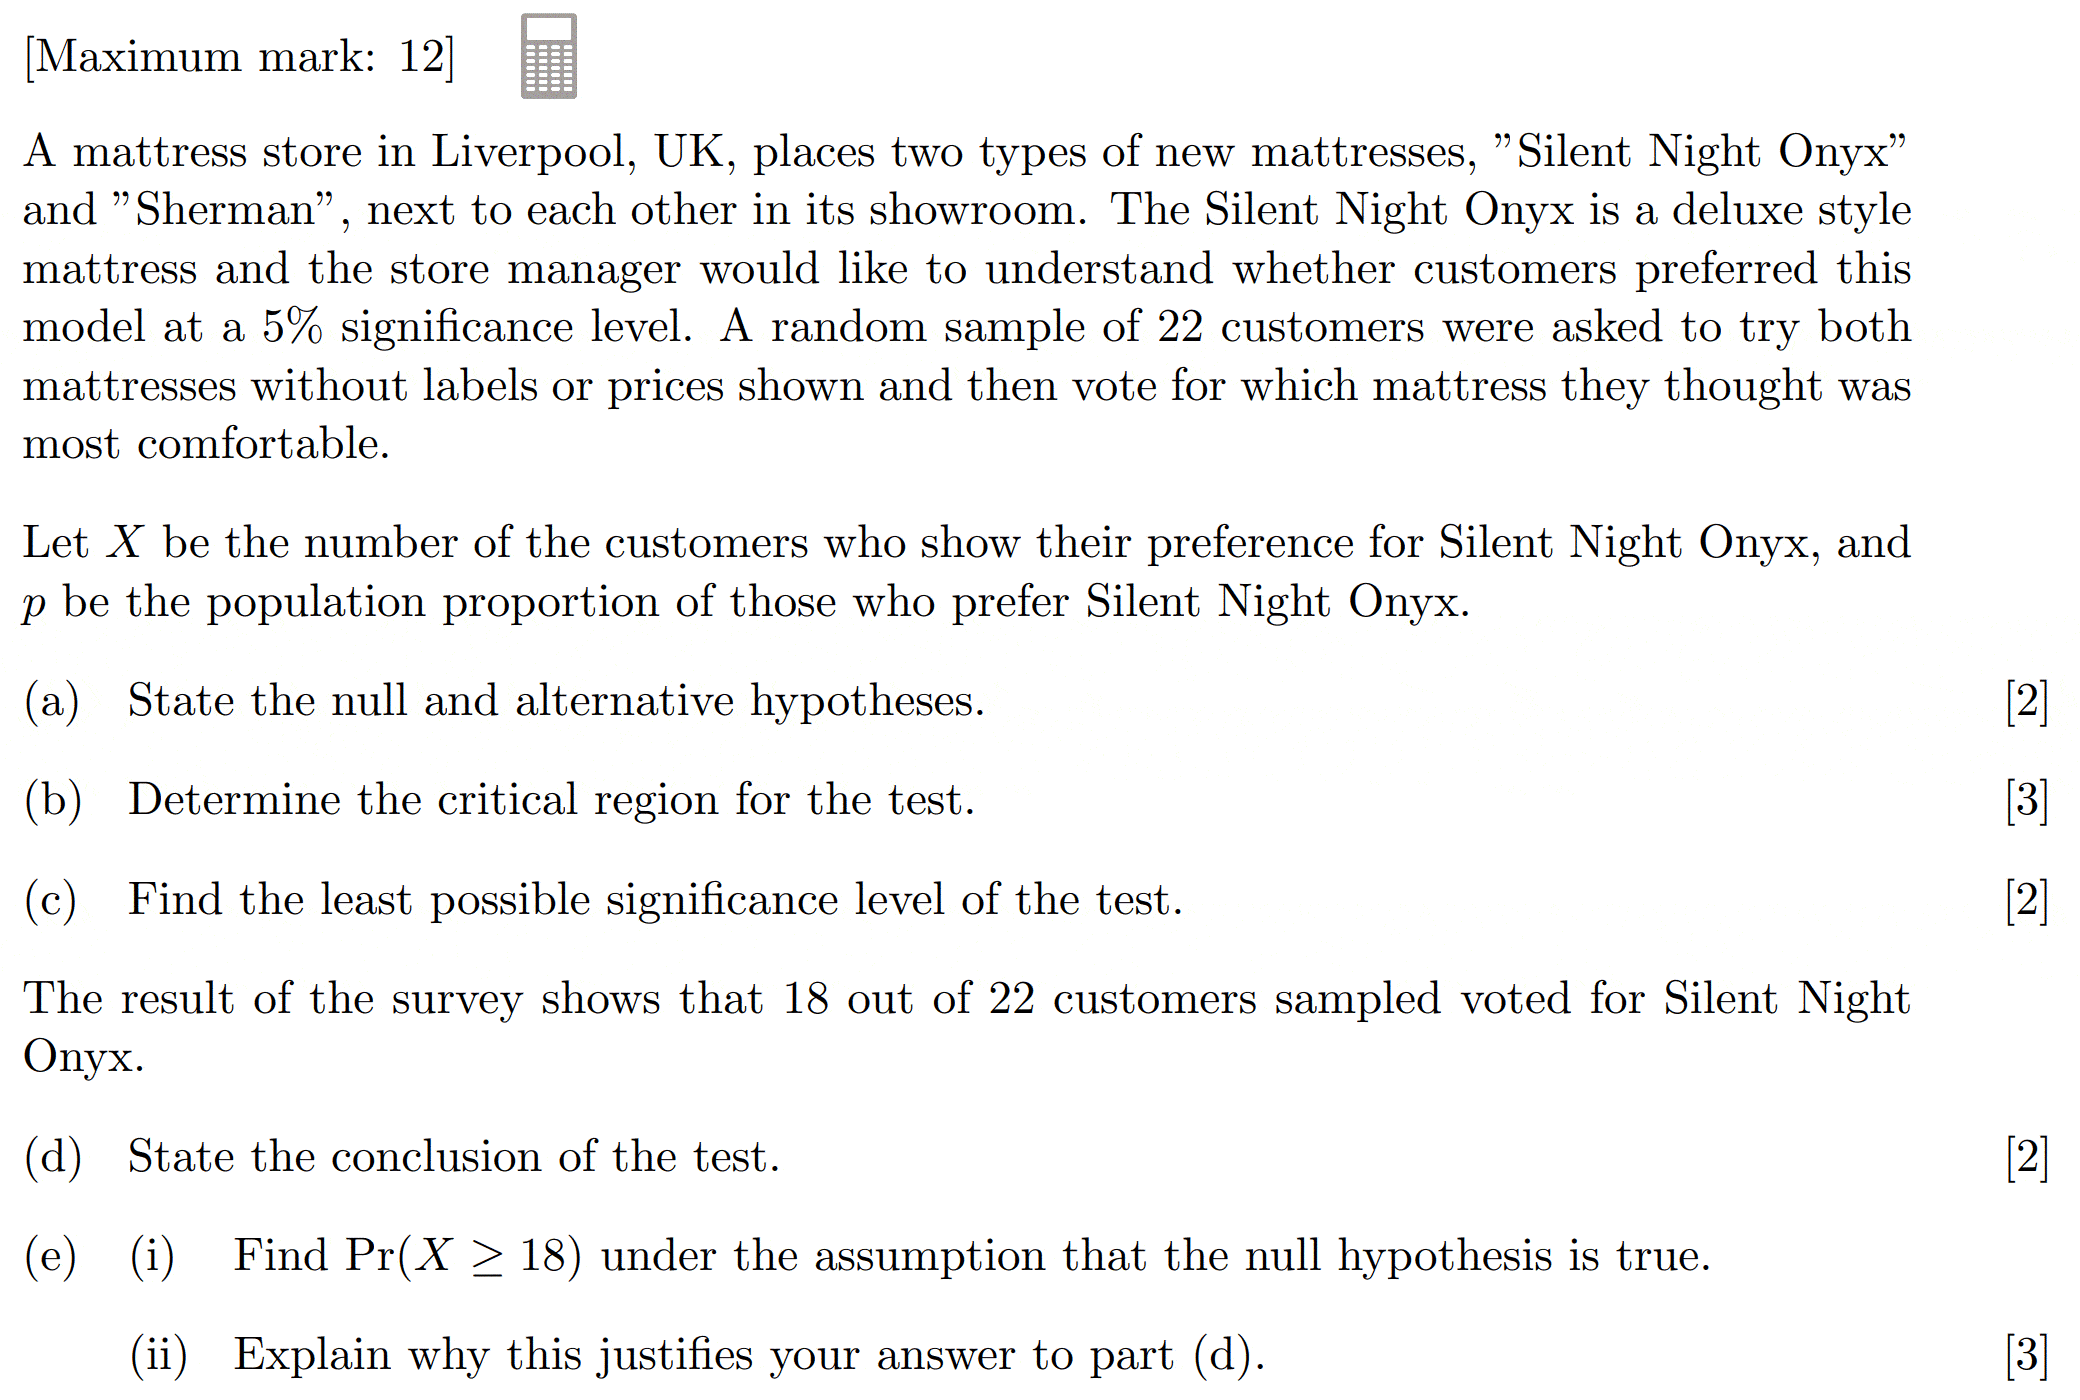 [Maximum mark: 12]
A mattress store in Liverpool, UK, places two types of new mattresses, ”Silent Night Onyx”
and ”Sherman”, next to each other in its showroom. The Silent Night Onyx is a deluxe style
mattress and the store manager would like to understand whether customers preferred this
model at a 5% significance level. A random sample of 22 customers were asked to try both
mattresses without labels or prices shown and then vote for which mattress they thought was
most comfortable.
Let X be the number of the customers who show their preference for Silent Night Onyx, and
p be the population proportion of those who prefer Silent Night Onyx.
(a) State the null and alternative hypotheses. [2]
(b) Determine the critical region for the test. [3]
(c) Find the least possible significance level of the test. [2]
The result of the survey shows that 18 out of 22 customers sampled voted for Silent Night
Onyx.
(d) State the conclusion of the test. [2]
(e) (i) Find Pr(X ≥ 18) under the assumption that the null hypothesis is true.
(ii) Explain why this justifies your answer to part (d). [3]